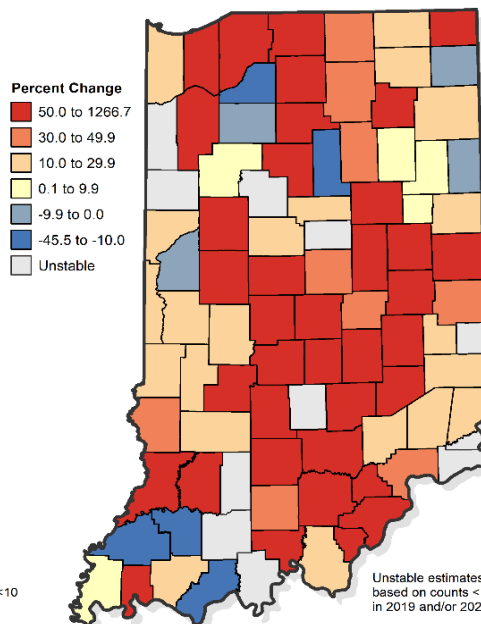 Percent Change
50.0 to 1266.7
30.0 to 49.9
10.0 to 29.9
0.1 to 9.9
-9.9 to 0.0
-45.5 to -10.0
Unstable
<10
Unstable estimates
based on counts <
in 2019 and/or 202